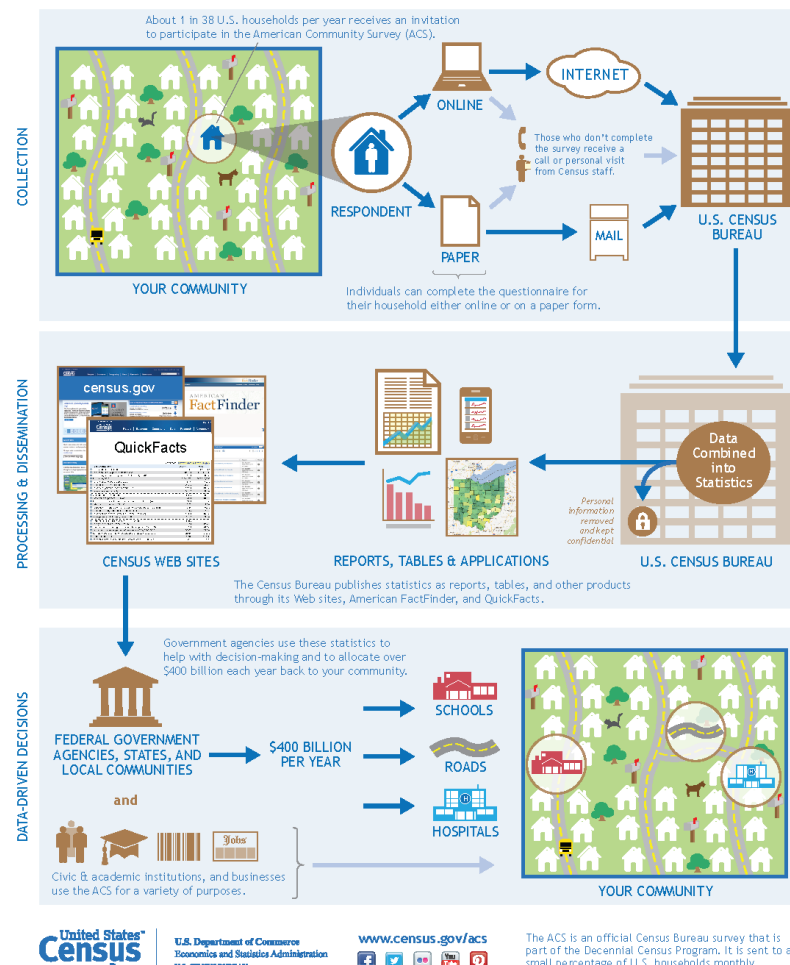 About 1 in 38 U.S. households per year receives an invitation
to participate in the American Community Survey (ACS).
COLLECTION
ONLINE
INTERNET
Those who don't complete
the survey receive a
call or personal visit
from Census staff.
RESPONDENT
PAPER
MAIL
U.S. CENSUS
BUREAU
YOUR COMMUNITY
Individuals can complete the questionnaire for
their household either online or on a paper form.
PROCESSING & DISSEMINATION
census.gov
AMERICAN
FactFinder
Census
QuickFacts
Data
Combined
into
Statistics
Personal
information
removed
and kept
confidential
CENSUS WEB SITES
REPORTS, TABLES & APPLICATIONS
U.S. CENSUS BUREAU
The Census Bureau publishes statistics as reports, tables, and other products
through its Web sites, American FactFinder, and QuickFacts.
DATA-DRIVEN DECISIONS
Government agencies use these statistics to
help with decision-making and to allocate over
$400 billion each year back to your community.
FEDERAL GOVERNMENT
AGENCIES, STATES, AND
LOCAL COMMUNITIES
$400 BILLION
PER YEAR
SCHOOLS
ROADS
H
HOSPITALS
H
and
Jobs
Civic & academic institutions, and businesses
use the ACS for a variety of purposes.
YOUR COMMUNITY
United States™
Census
U.S. Department of Commerce
Economics and Statistics Administration
www.census.gov/acs
You
The ACS is an official Census Bureau survey that is
part of the Decennial Census Program. It is sent to a
small percentage of U.S. households monthly